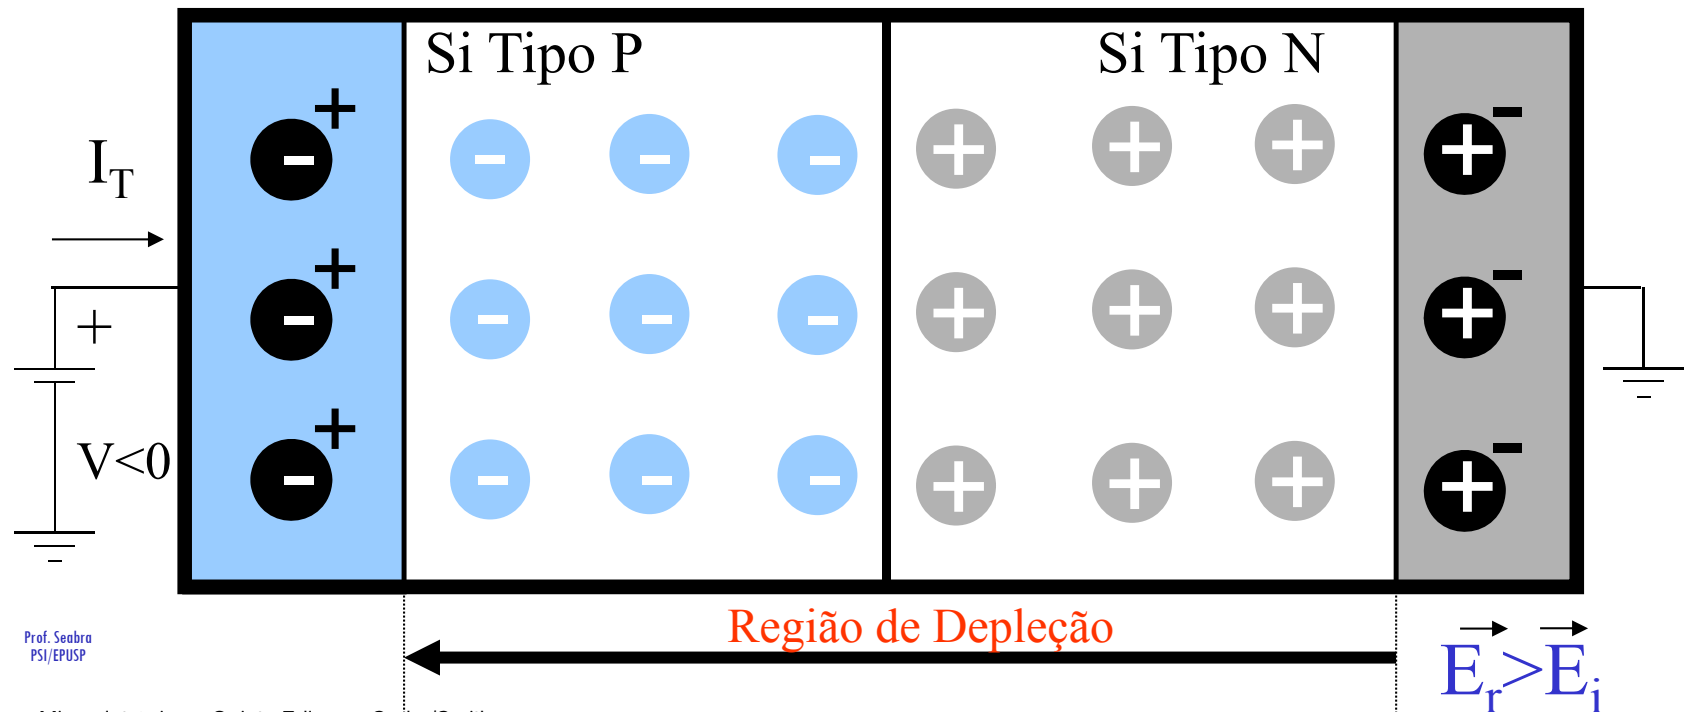 Si Tipo P
Si Tipo N
I_T
+
V<0
Região de Depleção
Prof. Seabra
PSI/EPUSP
E_r>E_i